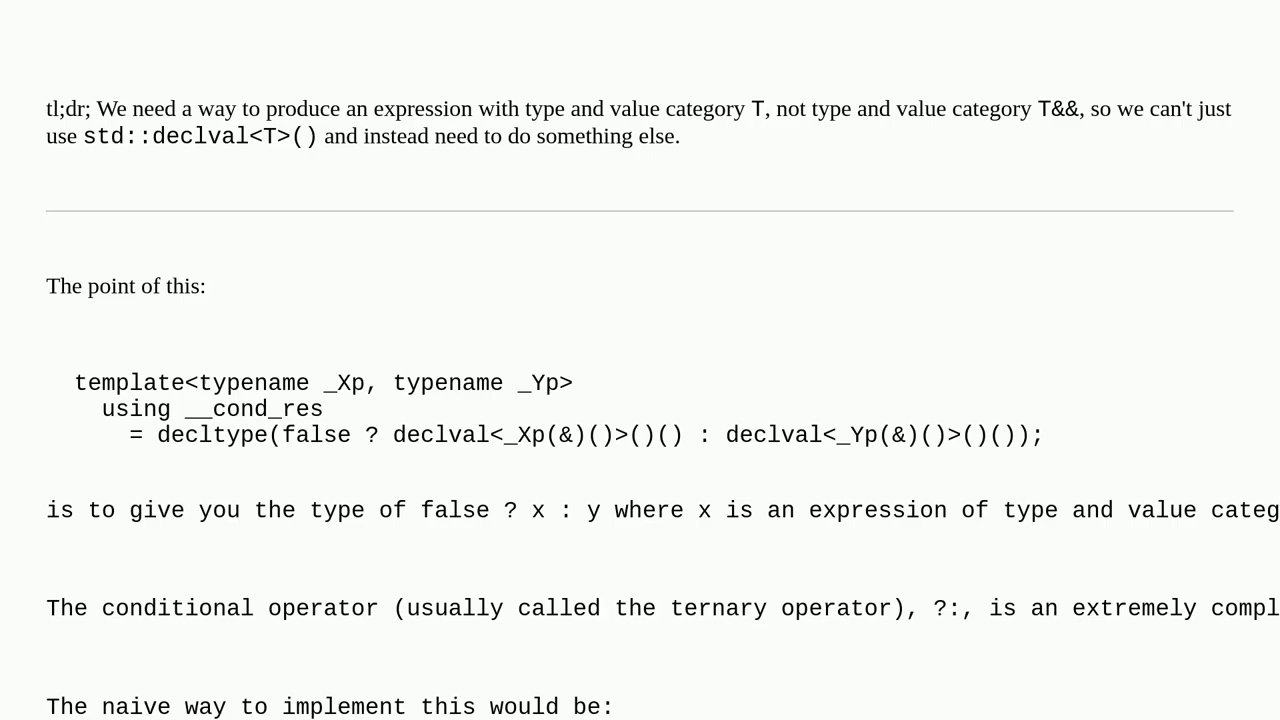 tl;dr; We need a way to produce an expression with type and value category T, not type and value category T&&, so we can't just
use std::declval<T>() and instead need to do something else.
The point of this:
template<typename _Xp, typename _Yp>
using __cond_res
= decltype(false ? declval<_Xp(&)()>()() : declval<_Yp(&)()>()());
is to give you the type of false ? x : y where x is an expression of type and value categ
The conditional operator (usually called the ternary operator), ?:, is an extremely compl
The naive way to implement this would be: